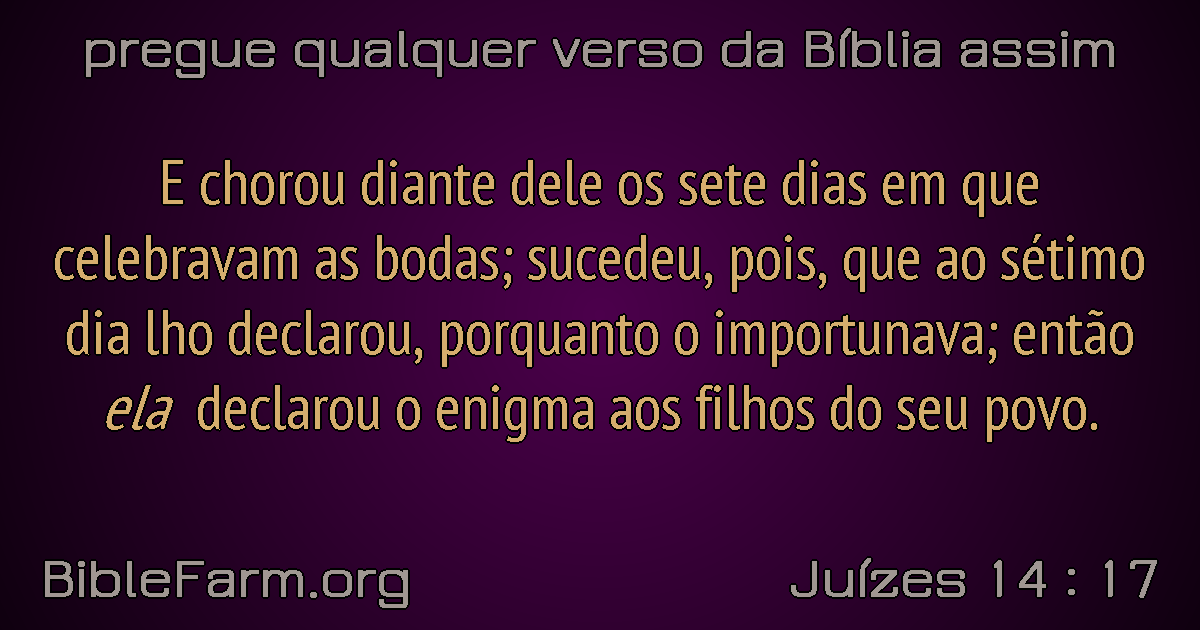 pregue qualquer verso da Bíblia assim
E chorou diante dele os sete dias em que
celebravam as bodas; sucedeu, pois, que ao sétimo
dia lho declarou, porquanto o importunava; então
ela declarou o enigma aos filhos do seu povo.
BibleFarm.org
Juízes 14 : 17